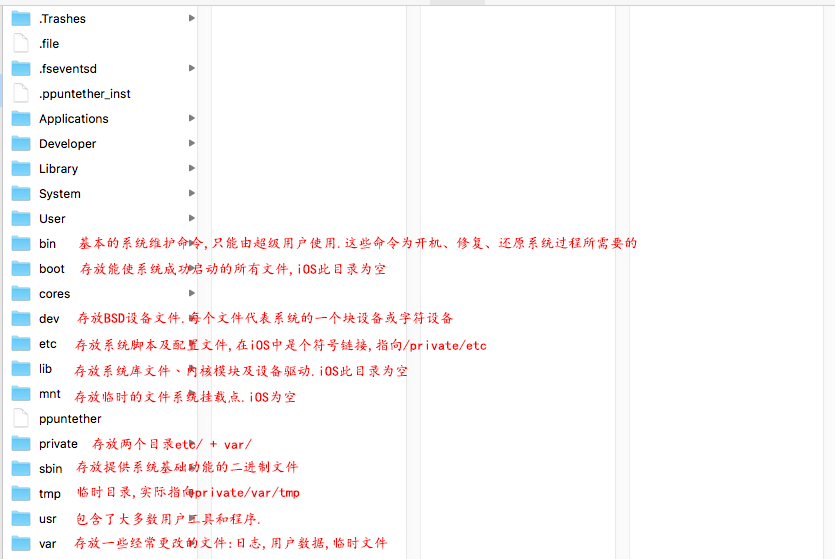 .Trashes
.file
.fseventsd
.ppuntether_inst
Applications
Developer
Library
System
User
bin 基本的系统维护命令,只能由超级用户使用.这些命令为开机、修复、还原系统过程所需要的
boot 存放能使系统成功启动的所有文件,iOS此目录为空
cores
dev 存放BSD设备文件.每个文件代表系统的一个块设备或字符设备
etc 存放系统脚本及配置文件,在iOS中是个符号链接,指向/private/etc
lib 存放系统库文件、内核模块及设备驱动.iOS此目录为空
mnt 存放临时的文件系统挂载点.iOS为空
ppuntether
private 存放两个目录etc/ + var/
sbin 存放提供系统基础功能的二进制文件
tmp 临时目录,实际指向private/var/tmp
usr 包含了大多数用户工具和程序.
var 存放一些经常更改的文件:日志,用户数据,临时文件